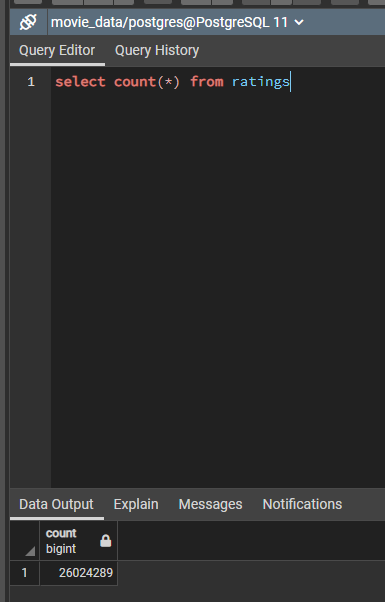 movie_data/postgres@PostgreSQL 11
Query Editor Query History
1 select count(*) from ratings
Data Output Explain Messages Notifications
count
bigint
1 26024289